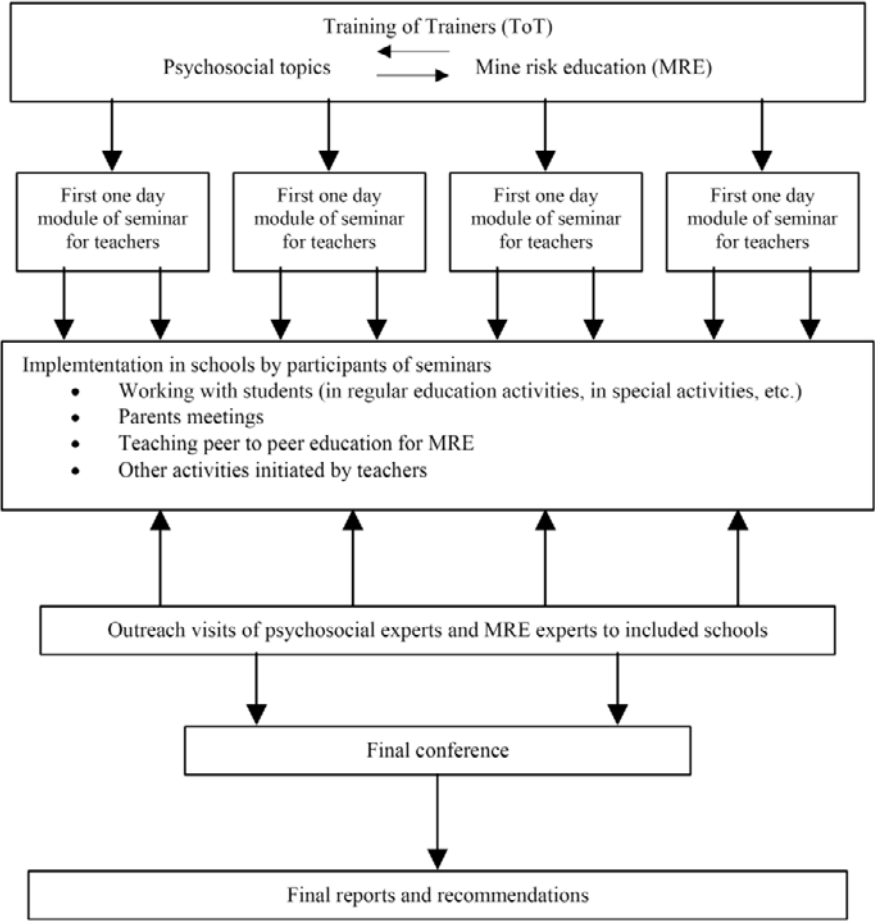 Training of Trainers (ToT)
Psychosocial topics
Mine risk education (MRE)
First one day
module of seminar
for teachers
First one day
module of seminar
for teachers
First one day
module of seminar
for teachers
First one day
module of seminar
for teachers
Implemtentation in schools by participants of seminars
• Working with students (in regular education activities, in special activities, etc.)
• Parents meetings
• Teaching peer to peer education for MRE
• Other activities initiated by teachers
Outreach visits of psychosocial experts and MRE experts to included schools
Final conference
Final reports and recommendations